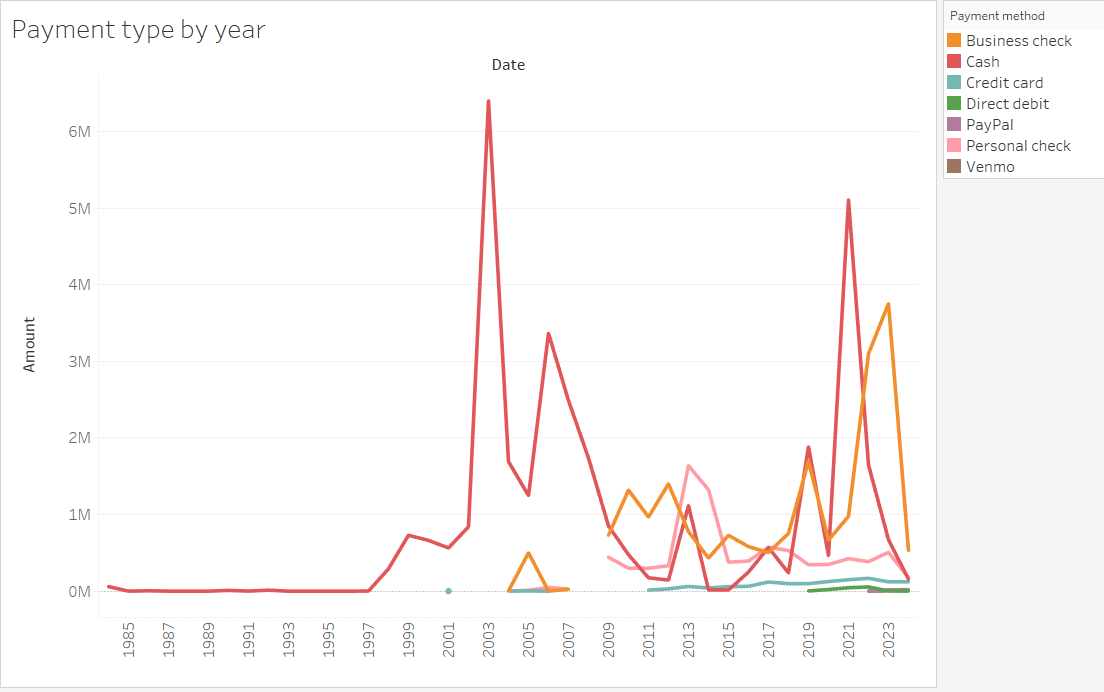 Payment type by year
Date
6M
5M
4M
3M
2M
1M
0M
Amount
1985
1987
1989
1991
1993
1995
1997
1999
2001
2003
2005
2007
2009
2011
2013
2015
2017
2019
2021
2023
Payment method
Business check
Cash
Credit card
Direct debit
PayPal
Personal check
Venmo